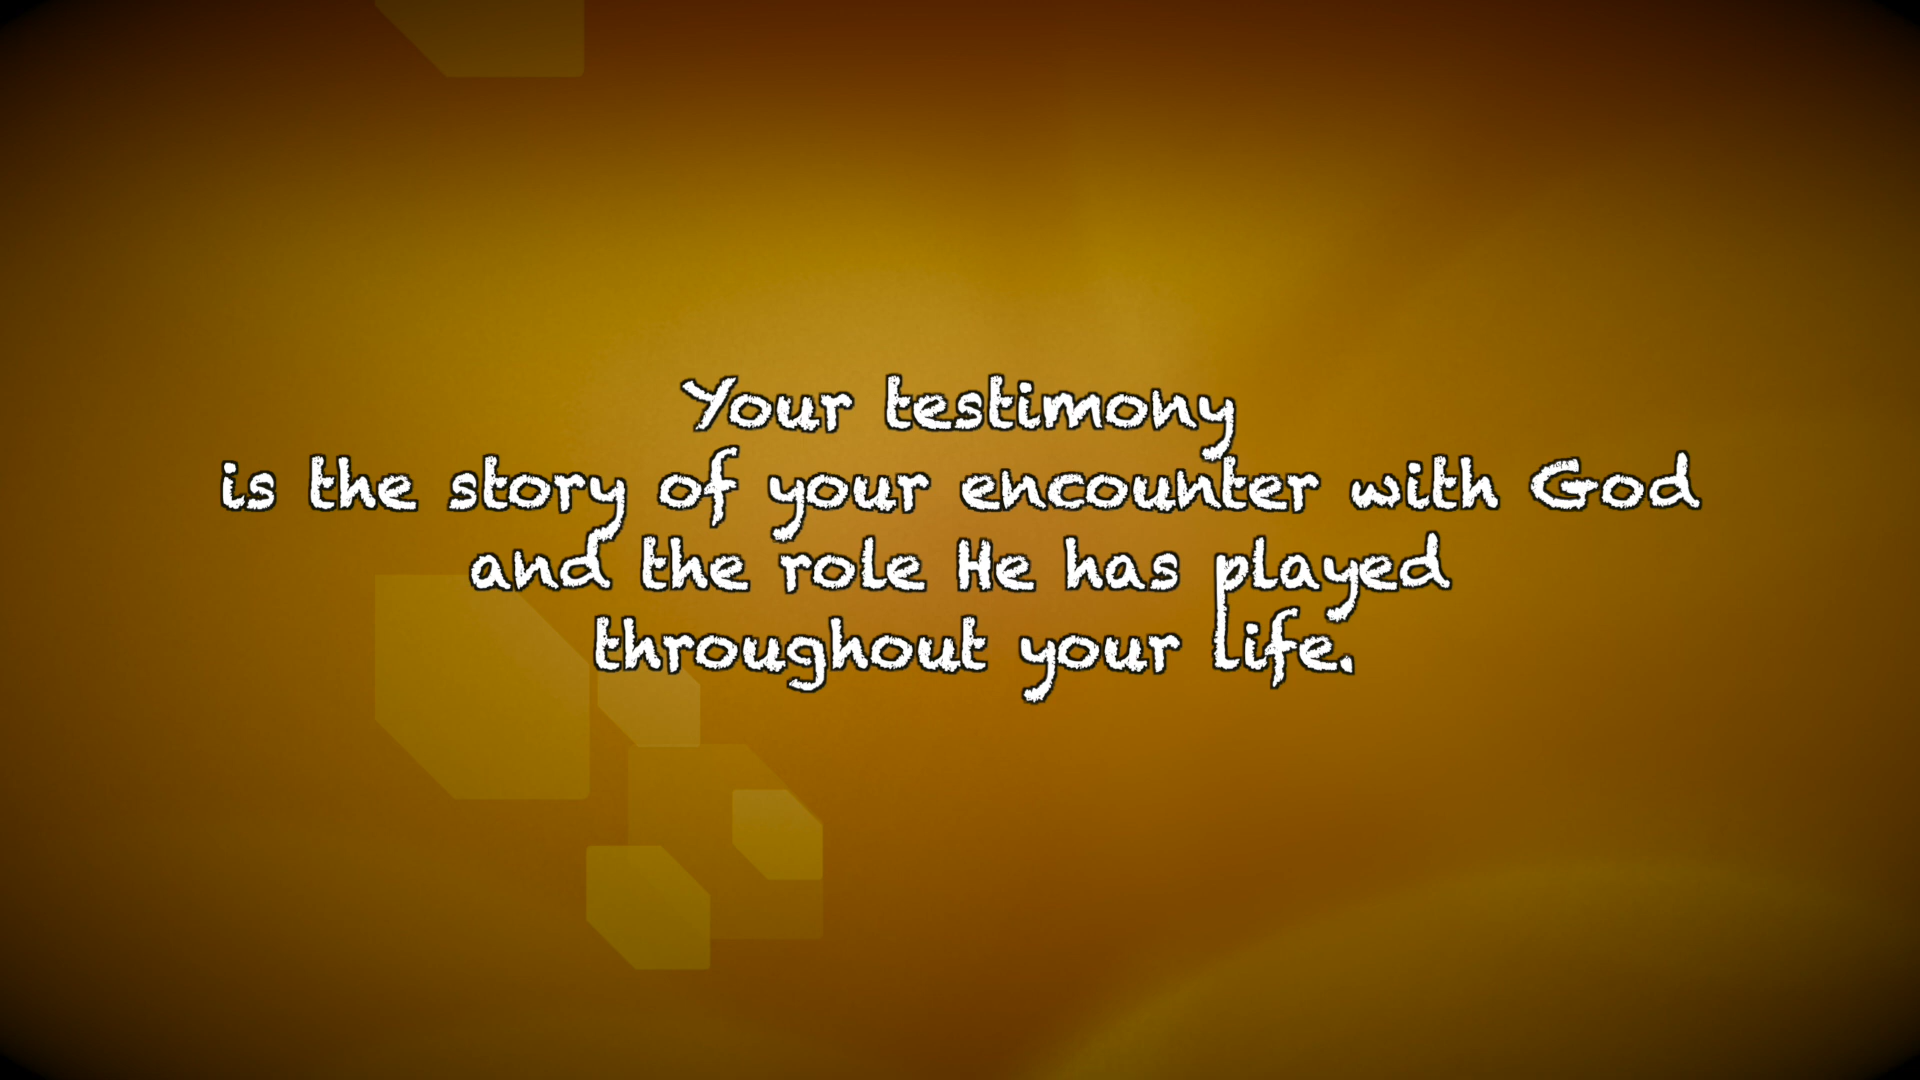 Your testimony
is the story of your encounter with God
and the role He has played
throughout your life.